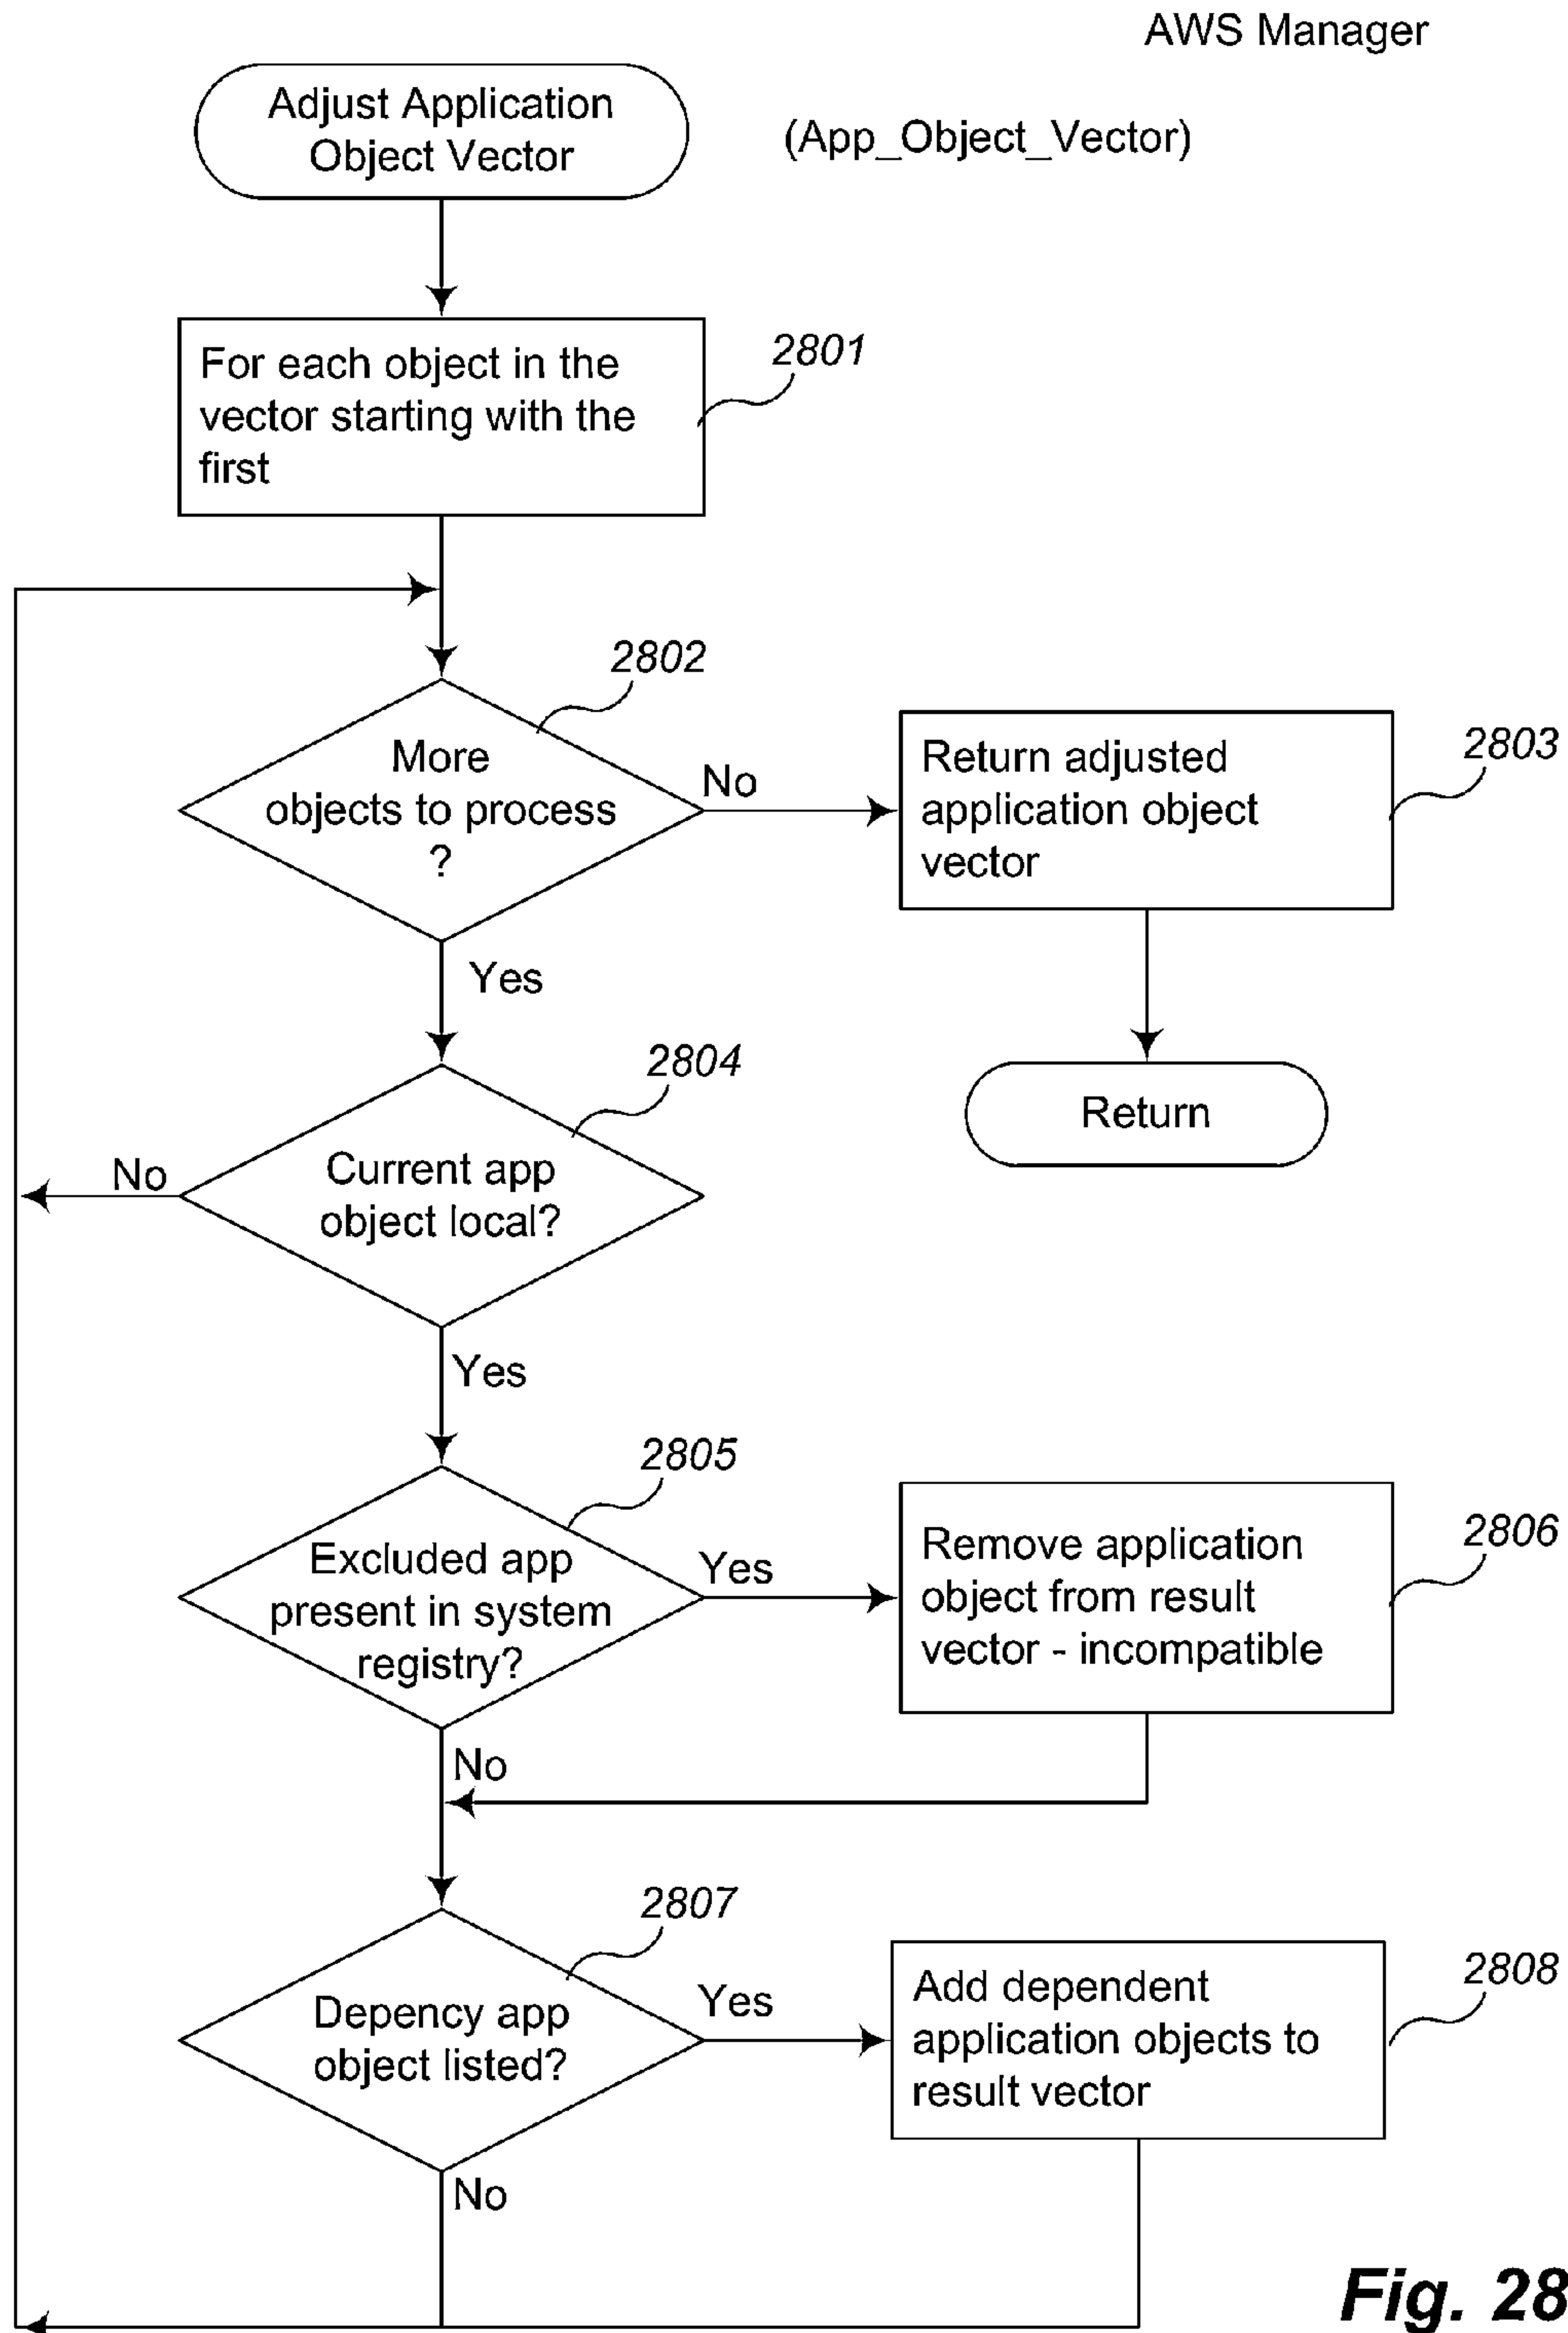 AWS Manager
Adjust Application
Object Vector
(App_Object_Vector)
For each object in the
vector starting with the
first
2801
2802
More
objects to process
?
No
Return adjusted
application object
vector
2803
Yes
Return
2804
Current app
object local?
No
Yes
2805
Excluded app
present in system
registry?
Yes
Remove application
object from result
vector - incompatible
2806
No
2807
Depency app
object listed?
Yes
Add dependent
application objects to
result vector
2808
No
Fig. 28